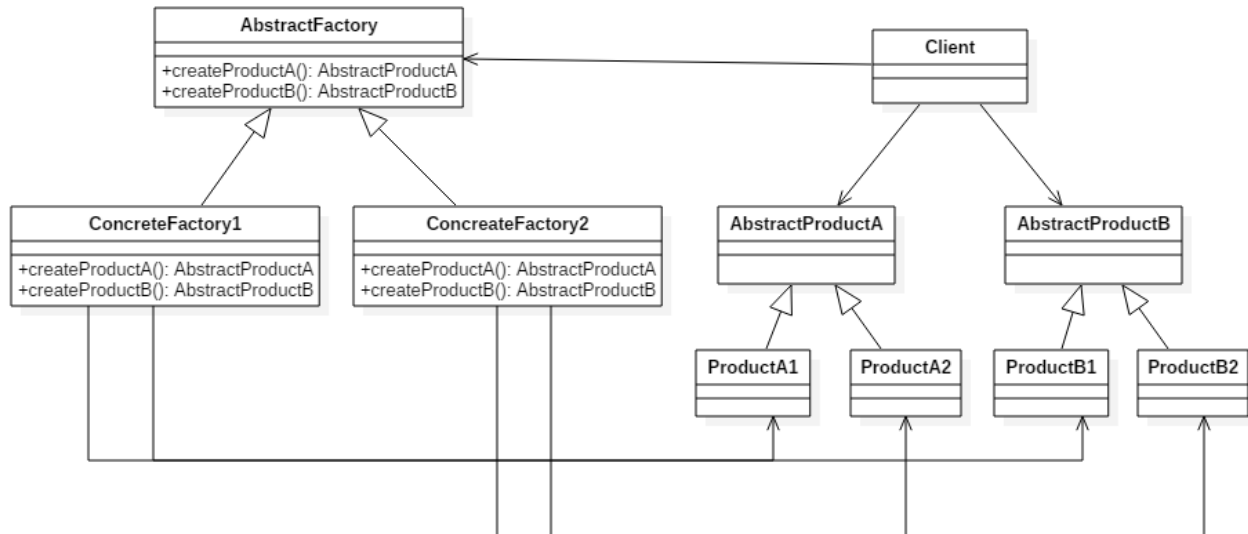 AbstractFactory
+createProductA(): AbstractProductA
+createProductB(): AbstractProductB
Client
ConcreteFactory1
+createProductA(): AbstractProductA
+createProductB(): AbstractProductB
ConcreateFactory2
+createProductA(): AbstractProductA
+createProductB(): AbstractProductB
AbstractProductA
AbstractProductB
ProductA1
ProductA2
ProductB1
ProductB2